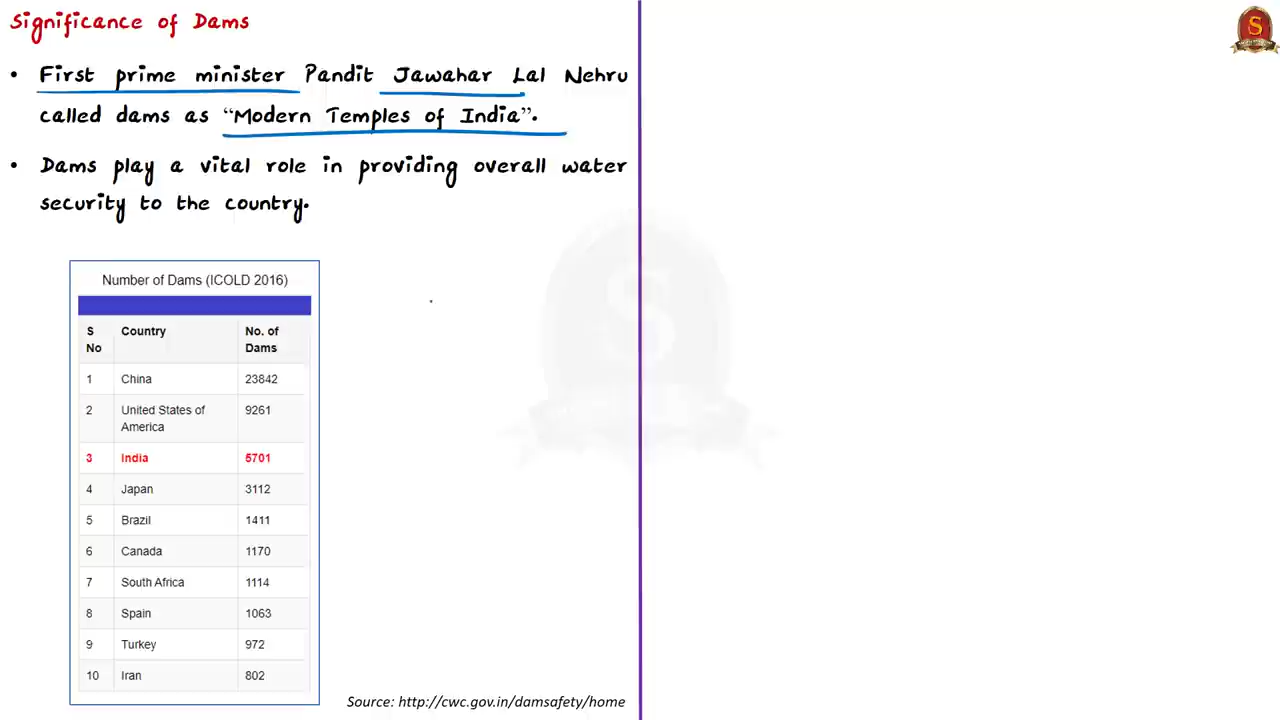 Significance of Dams
• First prime minister Pandit Jawahar Lal Nehru
called dams as “Modern Temples of India”.
• Dams play a vital role in providing overall water
security to the country.
Number of Dams (ICOLD 2016)
S No Country No. of Dams
1 China 23842
2 United States of America 9261
3 India 5701
4 Japan 3112
5 Brazil 1411
6 Canada 1170
7 South Africa 1114
8 Spain 1063
9 Turkey 972
10 Iran 802
Source: http://cwc.gov.in/damsafety/home
S